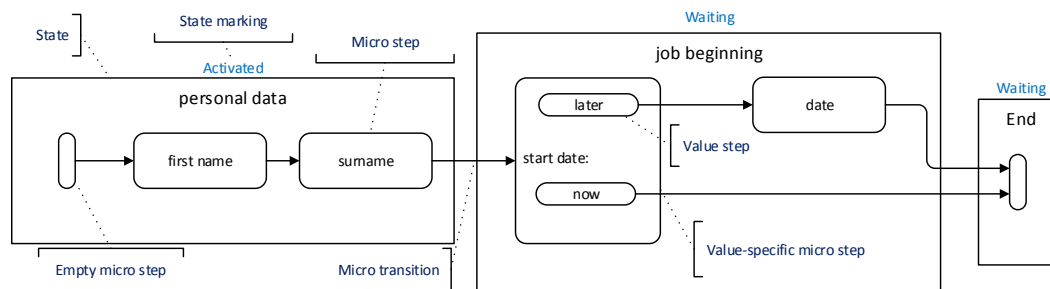 State
State marking
Activated
Micro step
Waiting
personal data
job beginning
Waiting
End
first name
surname
later
date
Value step
start date:
now
Empty micro step
Micro transition
Value-specific micro step